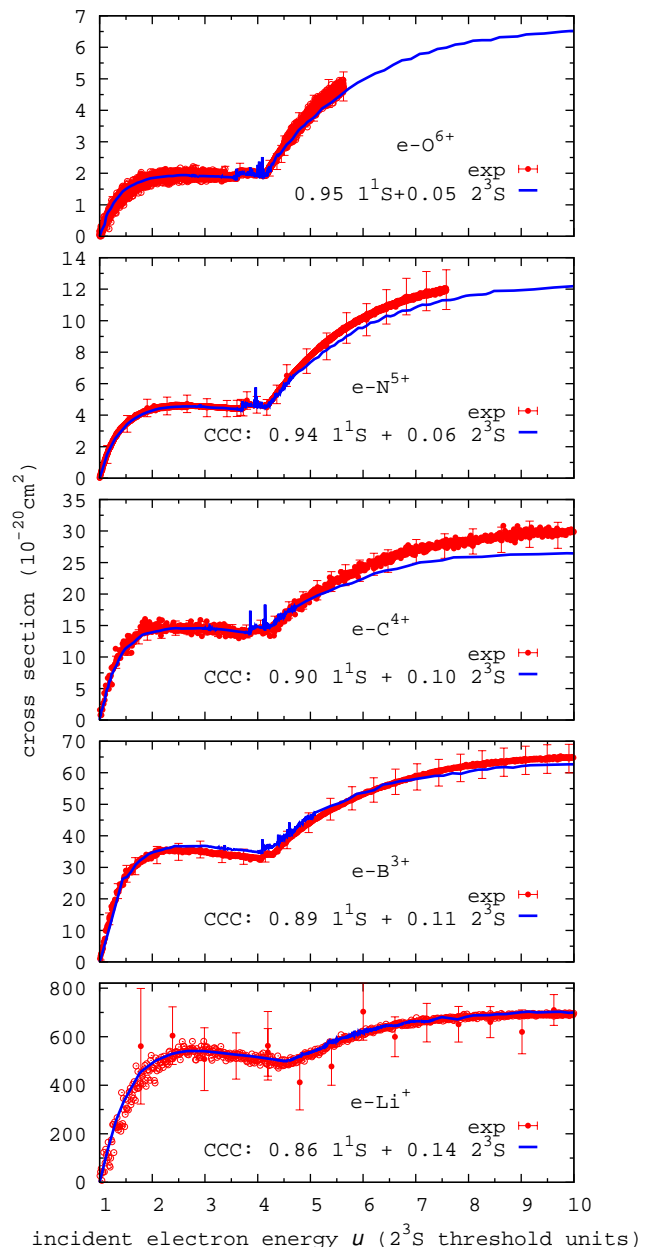 cross section (10⁻²⁰cm²)
7
6
5
4
3
2
1
0
e-O⁶⁺
exp
0.95 1¹S+0.05 2³S
14
12
10
8
6
4
2
0
e-N⁵⁺
exp
CCC: 0.94 1¹S + 0.06 2³S
35
30
25
20
15
10
5
0
e-C⁴⁺
exp
CCC: 0.90 1¹S + 0.10 2³S
70
60
50
40
30
20
10
0
e-B³⁺
exp
CCC: 0.89 1¹S + 0.11 2³S
800
600
400
200
0
e-Li⁺
exp
CCC: 0.86 1¹S + 0.14 2³S
1 2 3 4 5 6 7 8 9 10
incident electron energy u (2³S threshold units)